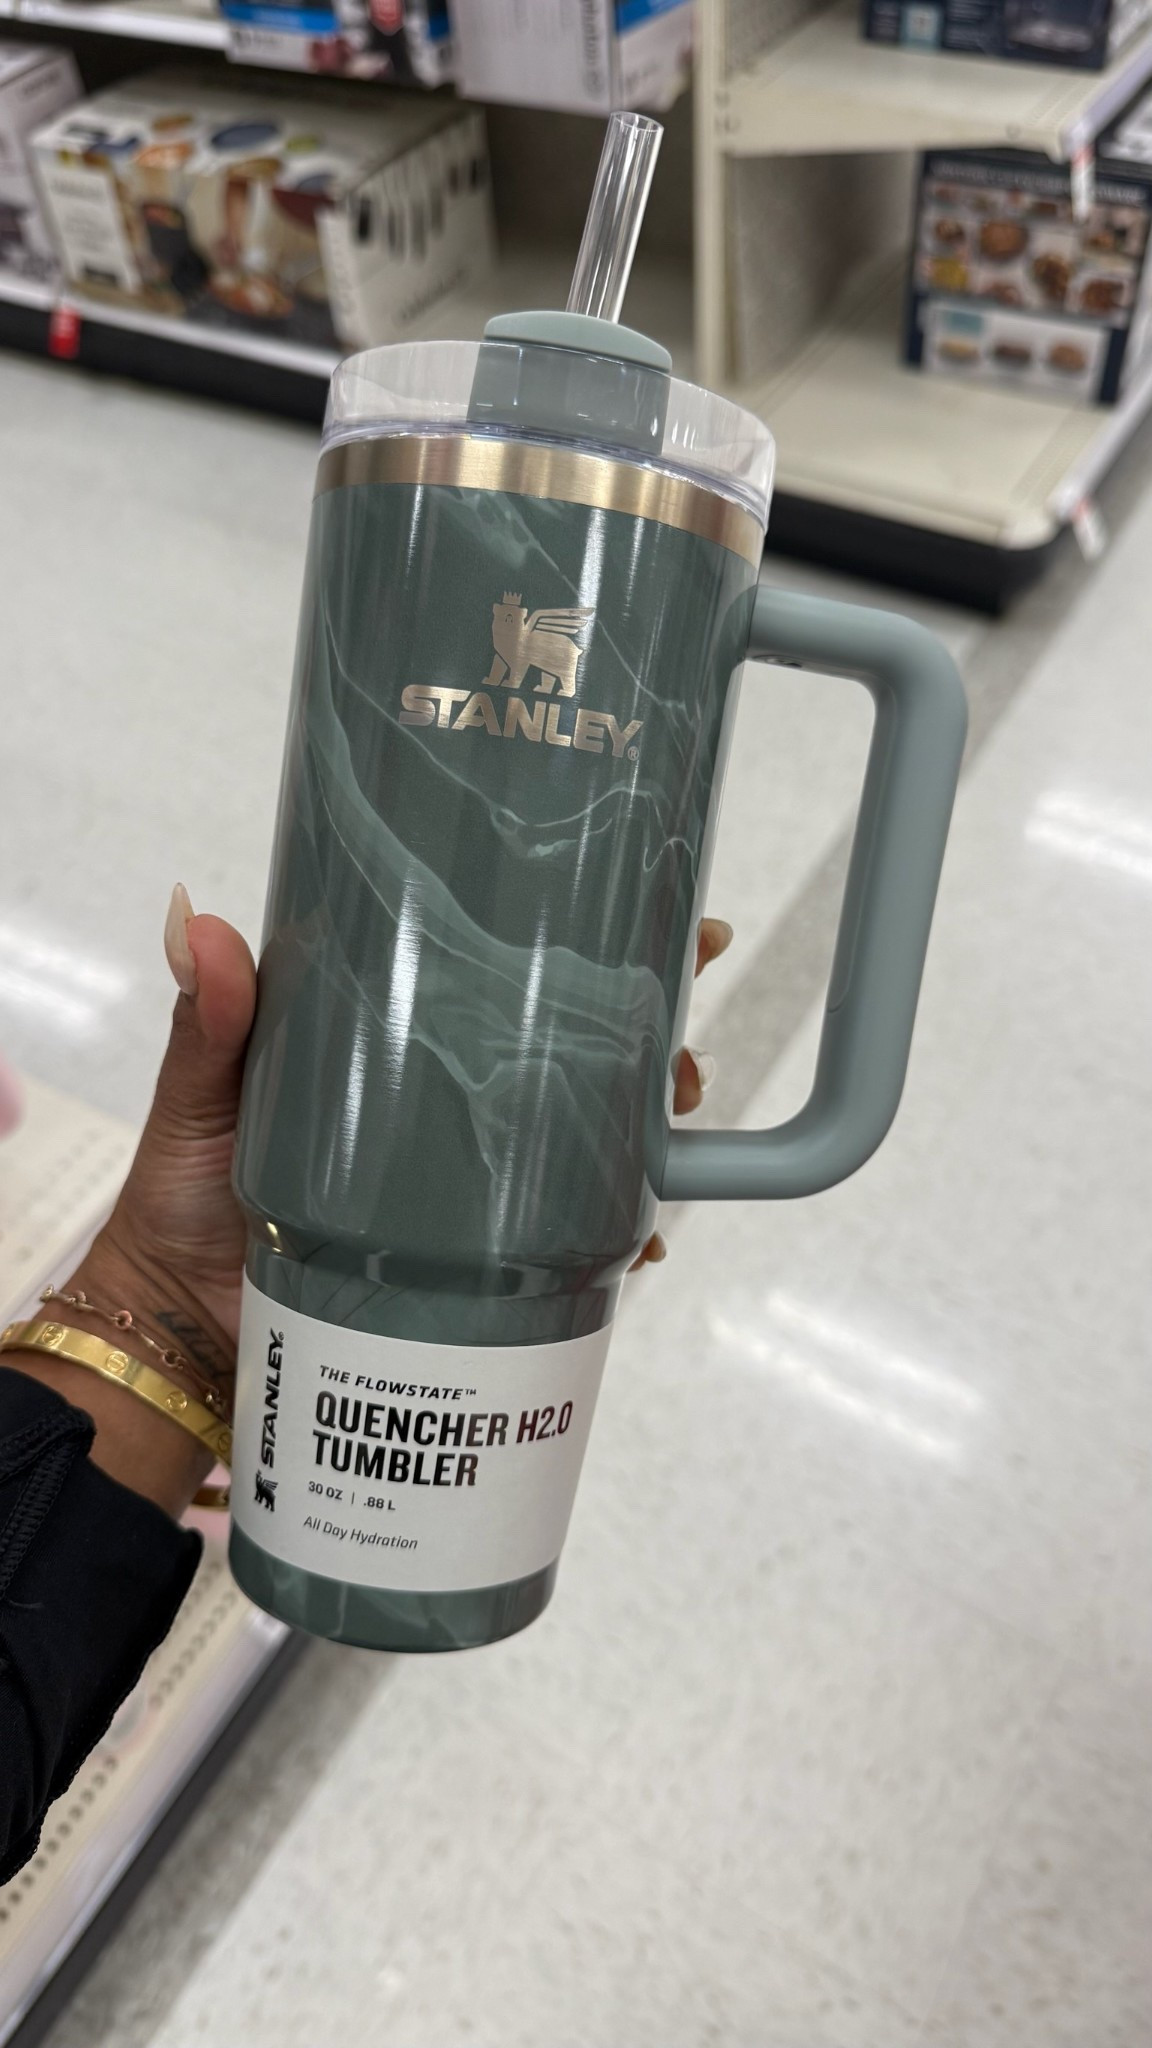 STANLEY®
STANLEY®
THE FLOWSTATE™
QUENCHER H2.0
TUMBLER
30 OZ | .88 L
All Day Hydration